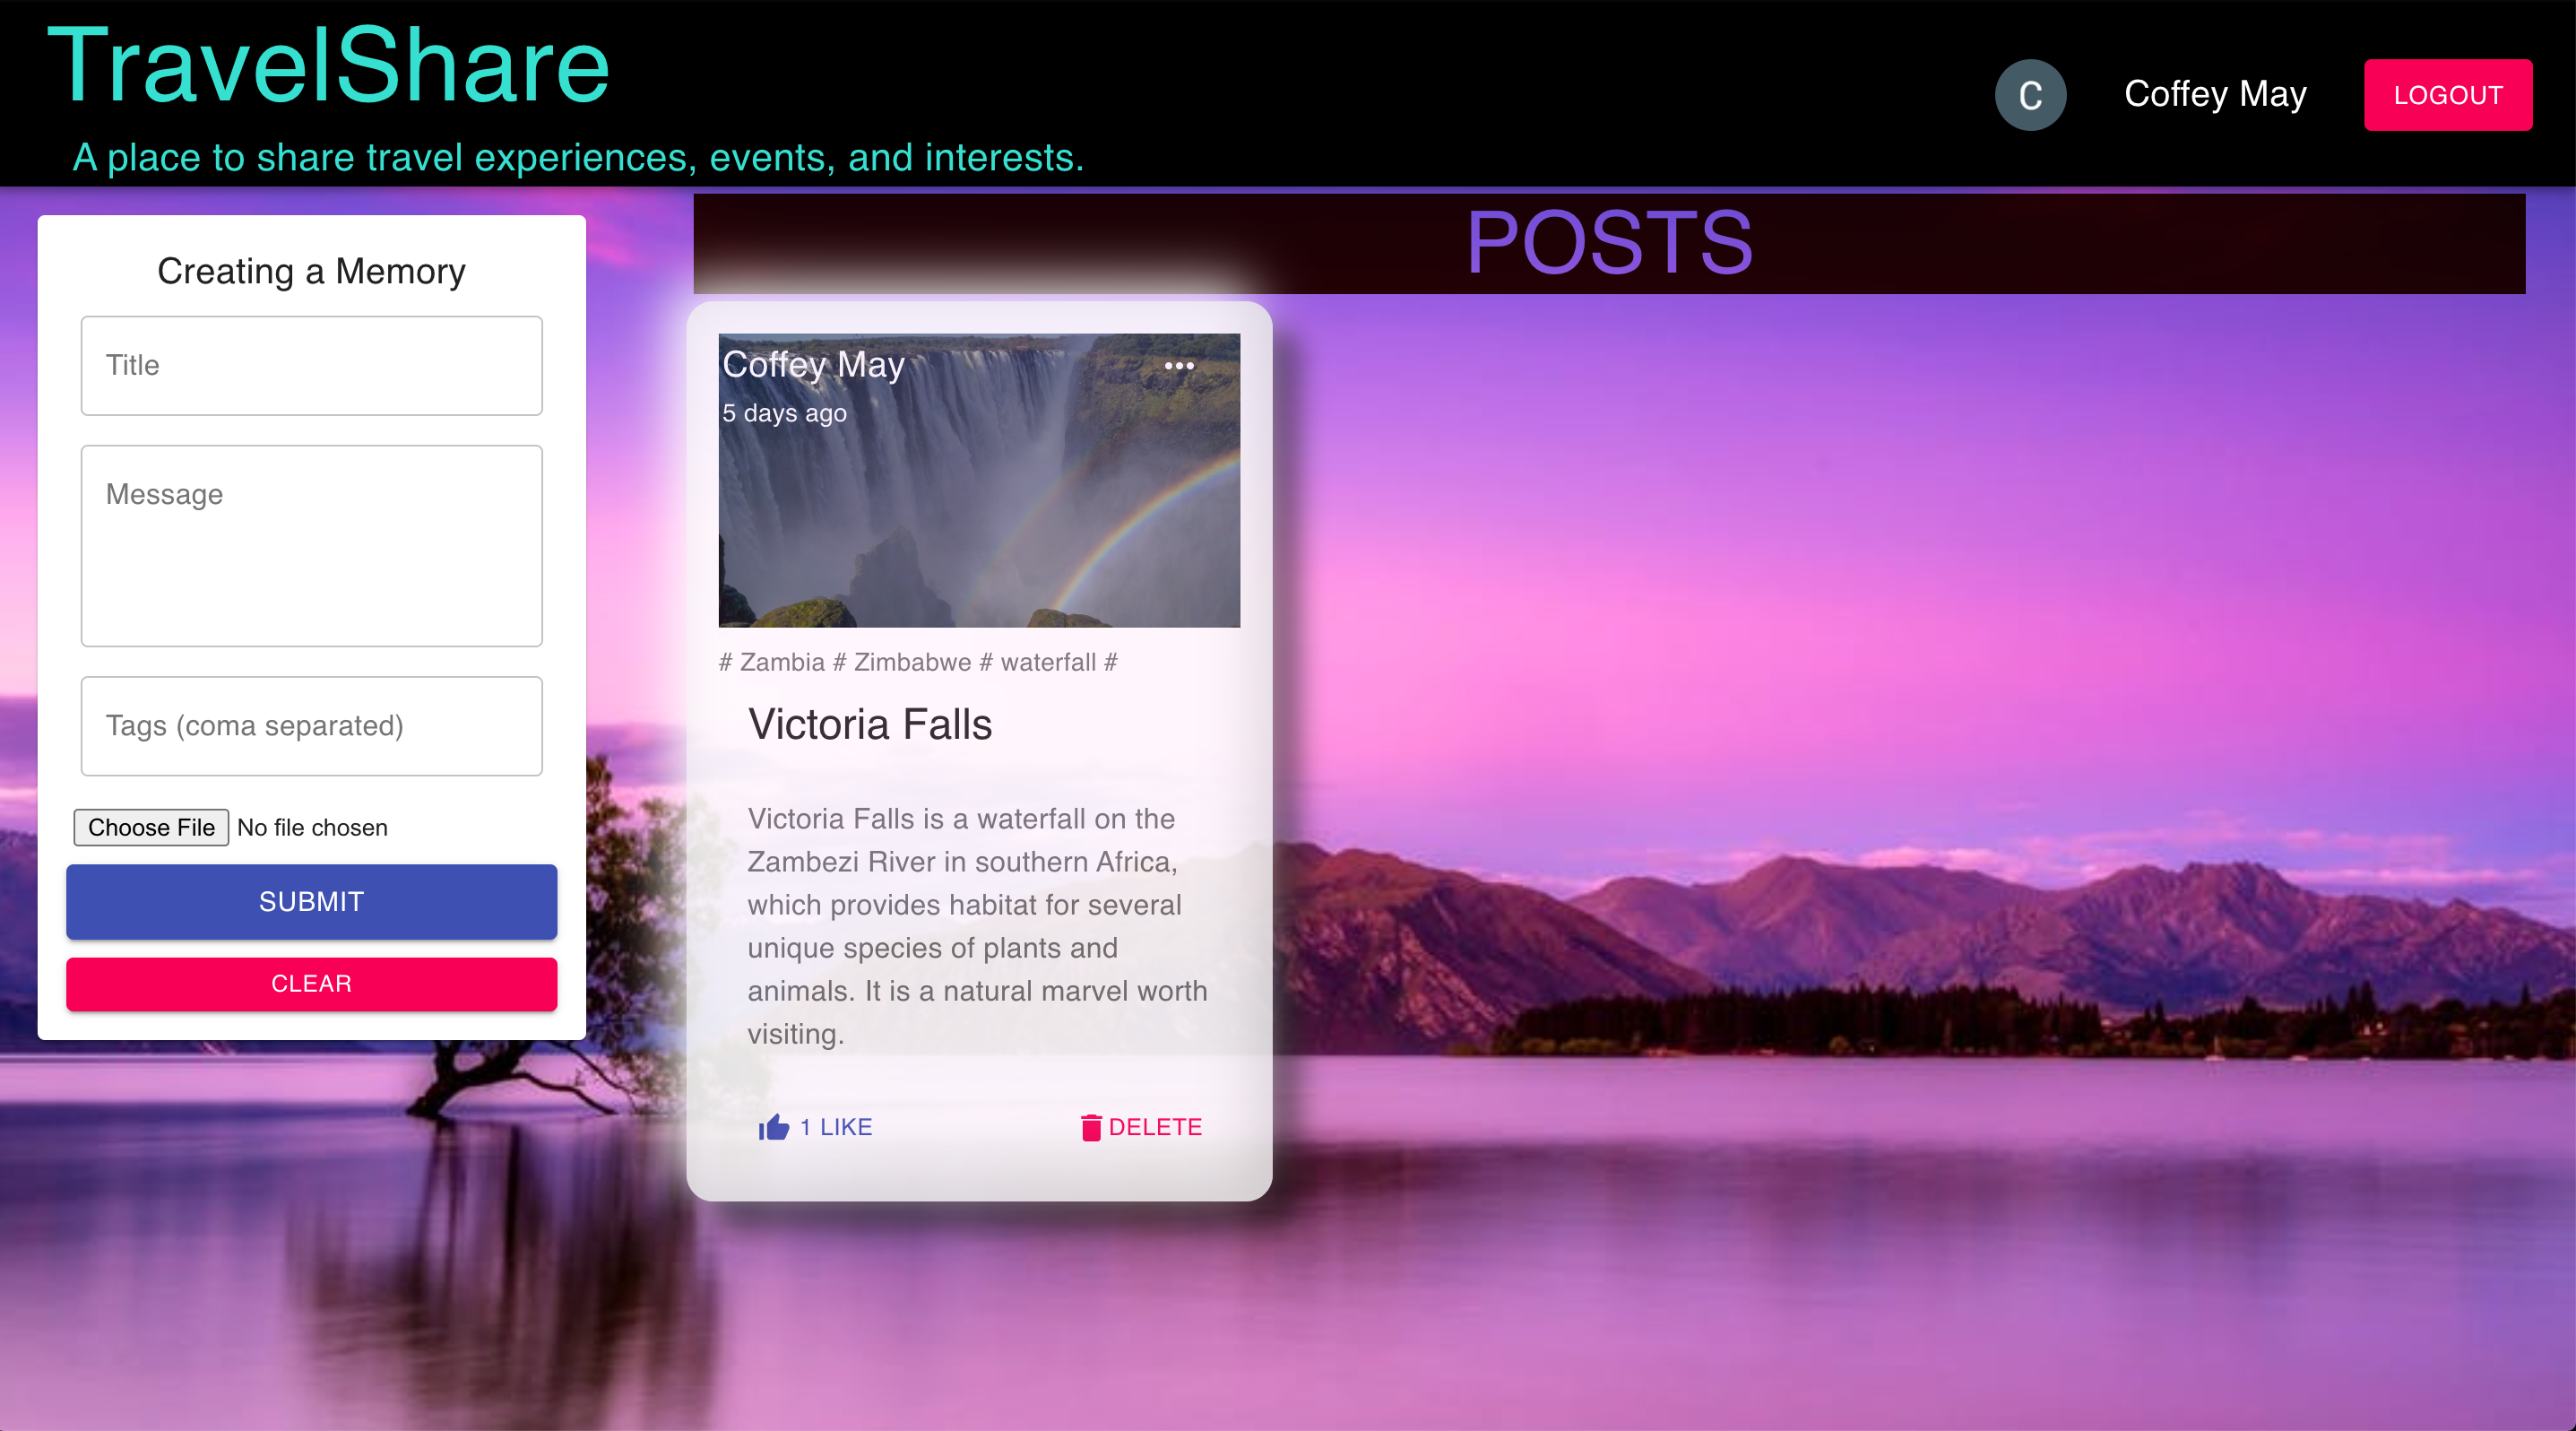 TravelShare
A place to share travel experiences, events, and interests.
C
Coffey May
LOGOUT
Creating a Memory
Title
Message
Tags (coma separated)
Choose File No file chosen
SUBMIT
CLEAR
POSTS
Coffey May
5 days ago
# Zambia # Zimbabwe # waterfall #
Victoria Falls
Victoria Falls is a waterfall on the
Zambezi River in southern Africa,
which provides habitat for several
unique species of plants and
animals. It is a natural marvel worth
visiting.
1 LIKE
DELETE